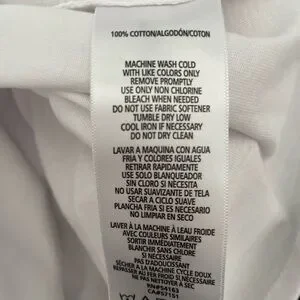 100% COTTON/ALGODÓN/COTON
MACHINE WASH COLD
WITH LIKE COLORS ONLY
REMOVE PROMPTLY
USE ONLY NON CHLORINE
BLEACH WHEN NEEDED
DO NOT USE FABRIC SOFTENER
TUMBLE DRY LOW
COOL IRON IF NECESSARY
DO NOT DRY CLEAN
LAVAR A MAQUINA CON AGUA
FRIA Y COLORES IGUALES
RETIRAR RAPIDAMENTE
USE SOLO BLANQUEADOR
SIN CLORO SI NECESITA
NO USAR SUAVIZANTE DE TELA
SECAR A CICLO SUAVE
PLANCHA FRIA SI ES NECESARIO
NO LIMPIAR EN SECO
LAVER À LA MACHINE À L'EAU FROIDE
AVEC COULEURS SIMILAIRES
SORTIR IMMÉDIATEMENT
BLANCHIR SANS CHLORE
SI NÉCESSAIRE
PAS D'ADOUCISSANT
SÉCHER À LA MACHINE CYCLE DOUX
REPASSER AU FER FROID SI NÉCESSAIRE
NE PAS NETTOYER À SEC
PA#54163
CA#57151